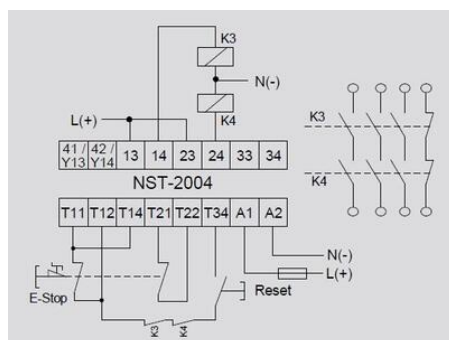 K3
N(-)
K4
L(+)
41 / Y13
42 / Y14
13
14
23
24
33
34
NST-2004
T11
T12
T14
T21
T22
T34
A1
A2
N(-)
L(+)
E-Stop
Reset
K3
K4
K3
K4